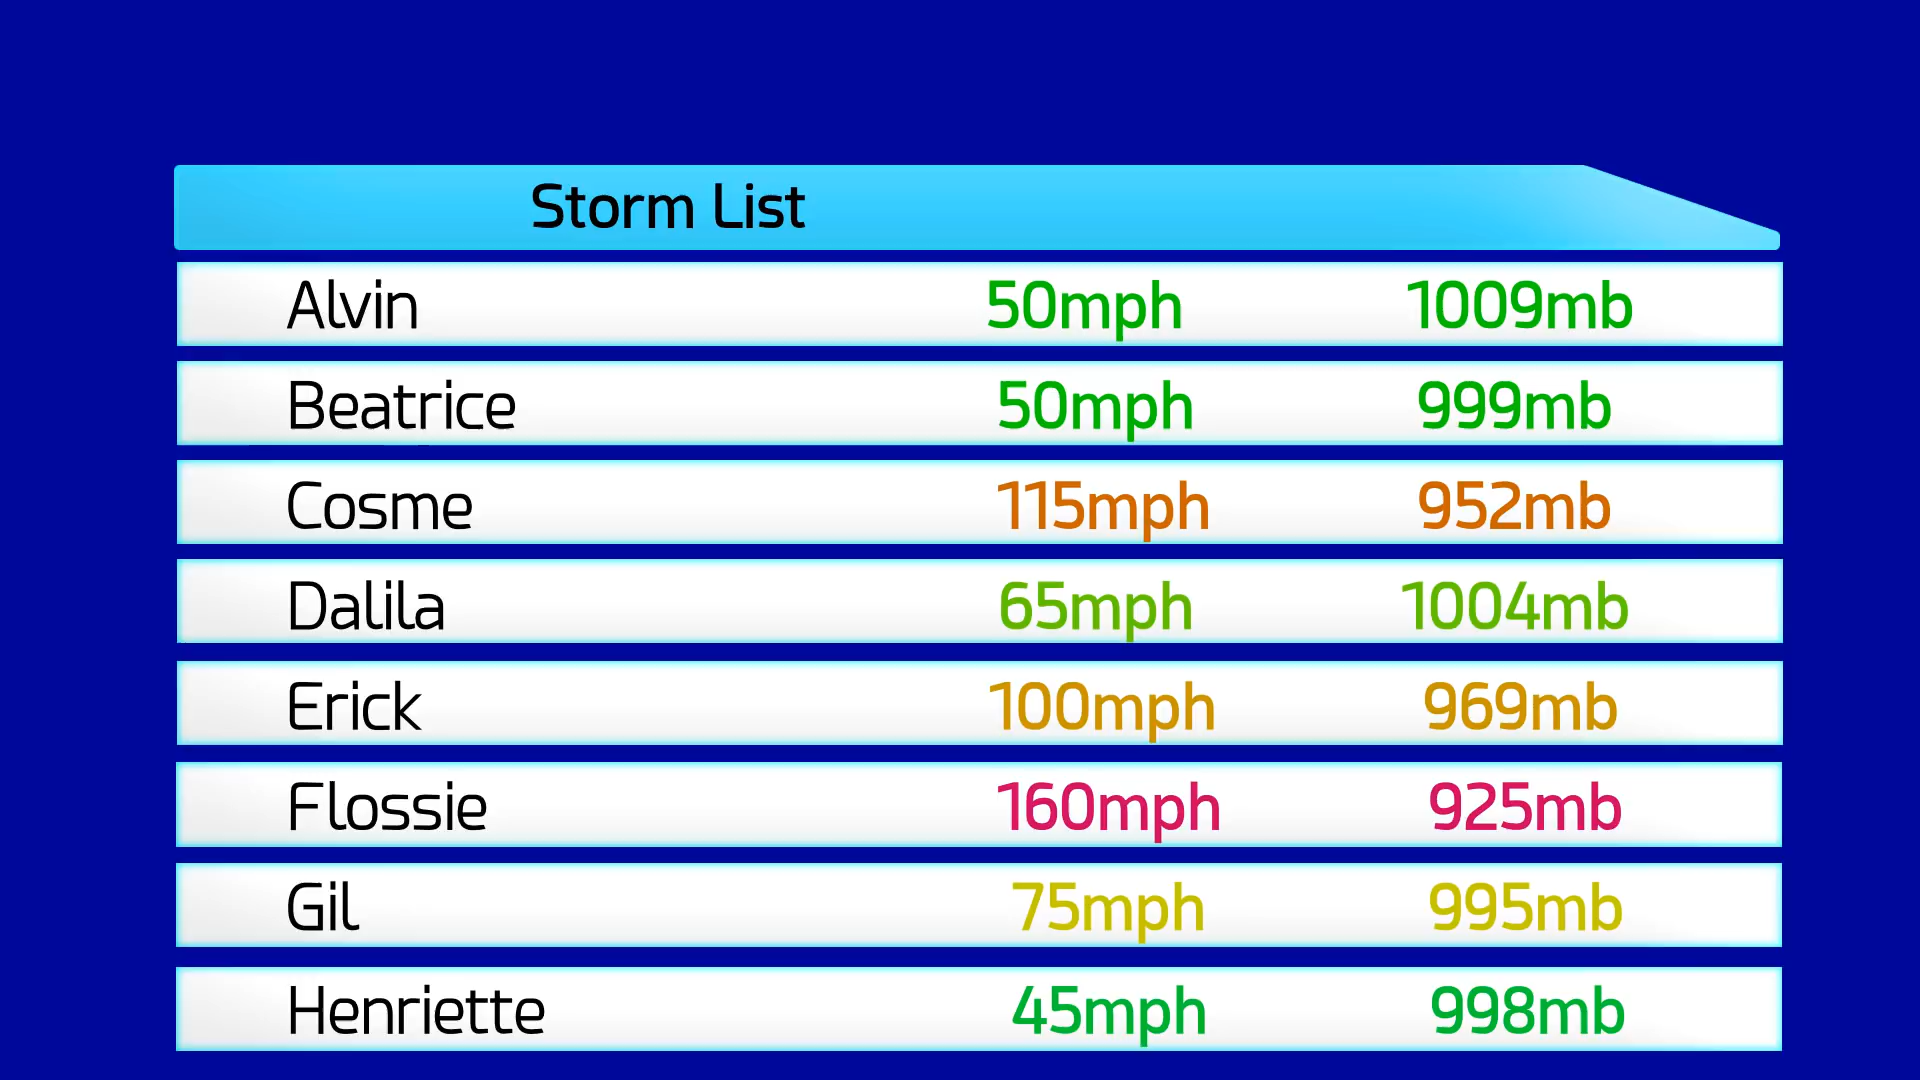 Storm List
Alvin 50mph 1009mb
Beatrice 50mph 999mb
Cosme 115mph 952mb
Dalila 65mph 1004mb
Erick 100mph 969mb
Flossie 160mph 925mb
Gil 75mph 995mb
Henriette 45mph 998mb